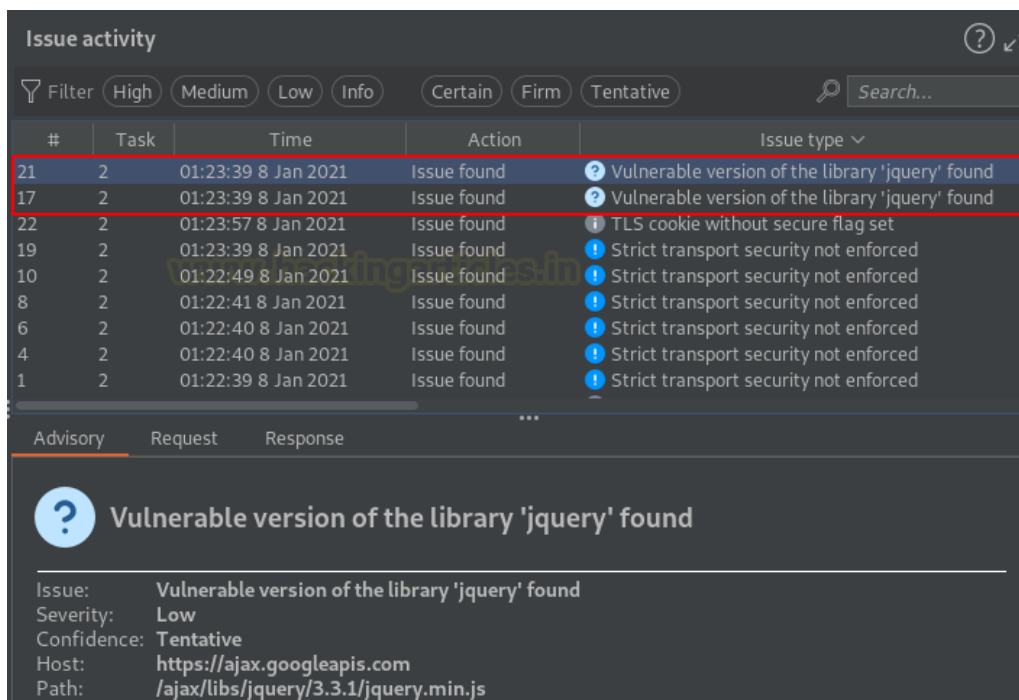 Issue activity
Filter High Medium Low Info Certain Firm Tentative Search...
# Task Time Action Issue type
21 2 01:23:39 8 Jan 2021 Issue found Vulnerable version of the library 'jquery' found
17 2 01:23:39 8 Jan 2021 Issue found Vulnerable version of the library 'jquery' found
22 2 01:23:57 8 Jan 2021 Issue found TLS cookie without secure flag set
19 2 01:23:39 8 Jan 2021 Issue found Strict transport security not enforced
10 2 01:22:49 8 Jan 2021 Issue found Strict transport security not enforced
www.hackingarticles.in
8 2 01:22:41 8 Jan 2021 Issue found Strict transport security not enforced
6 2 01:22:40 8 Jan 2021 Issue found Strict transport security not enforced
4 2 01:22:40 8 Jan 2021 Issue found Strict transport security not enforced
1 2 01:22:39 8 Jan 2021 Issue found Strict transport security not enforced
Advisory Request Response
Vulnerable version of the library 'jquery' found
Issue: Vulnerable version of the library 'jquery' found
Severity: Low
Confidence: Tentative
Host: https://ajax.googleapis.com
Path: /ajax/libs/jquery/3.3.1/jquery.min.js